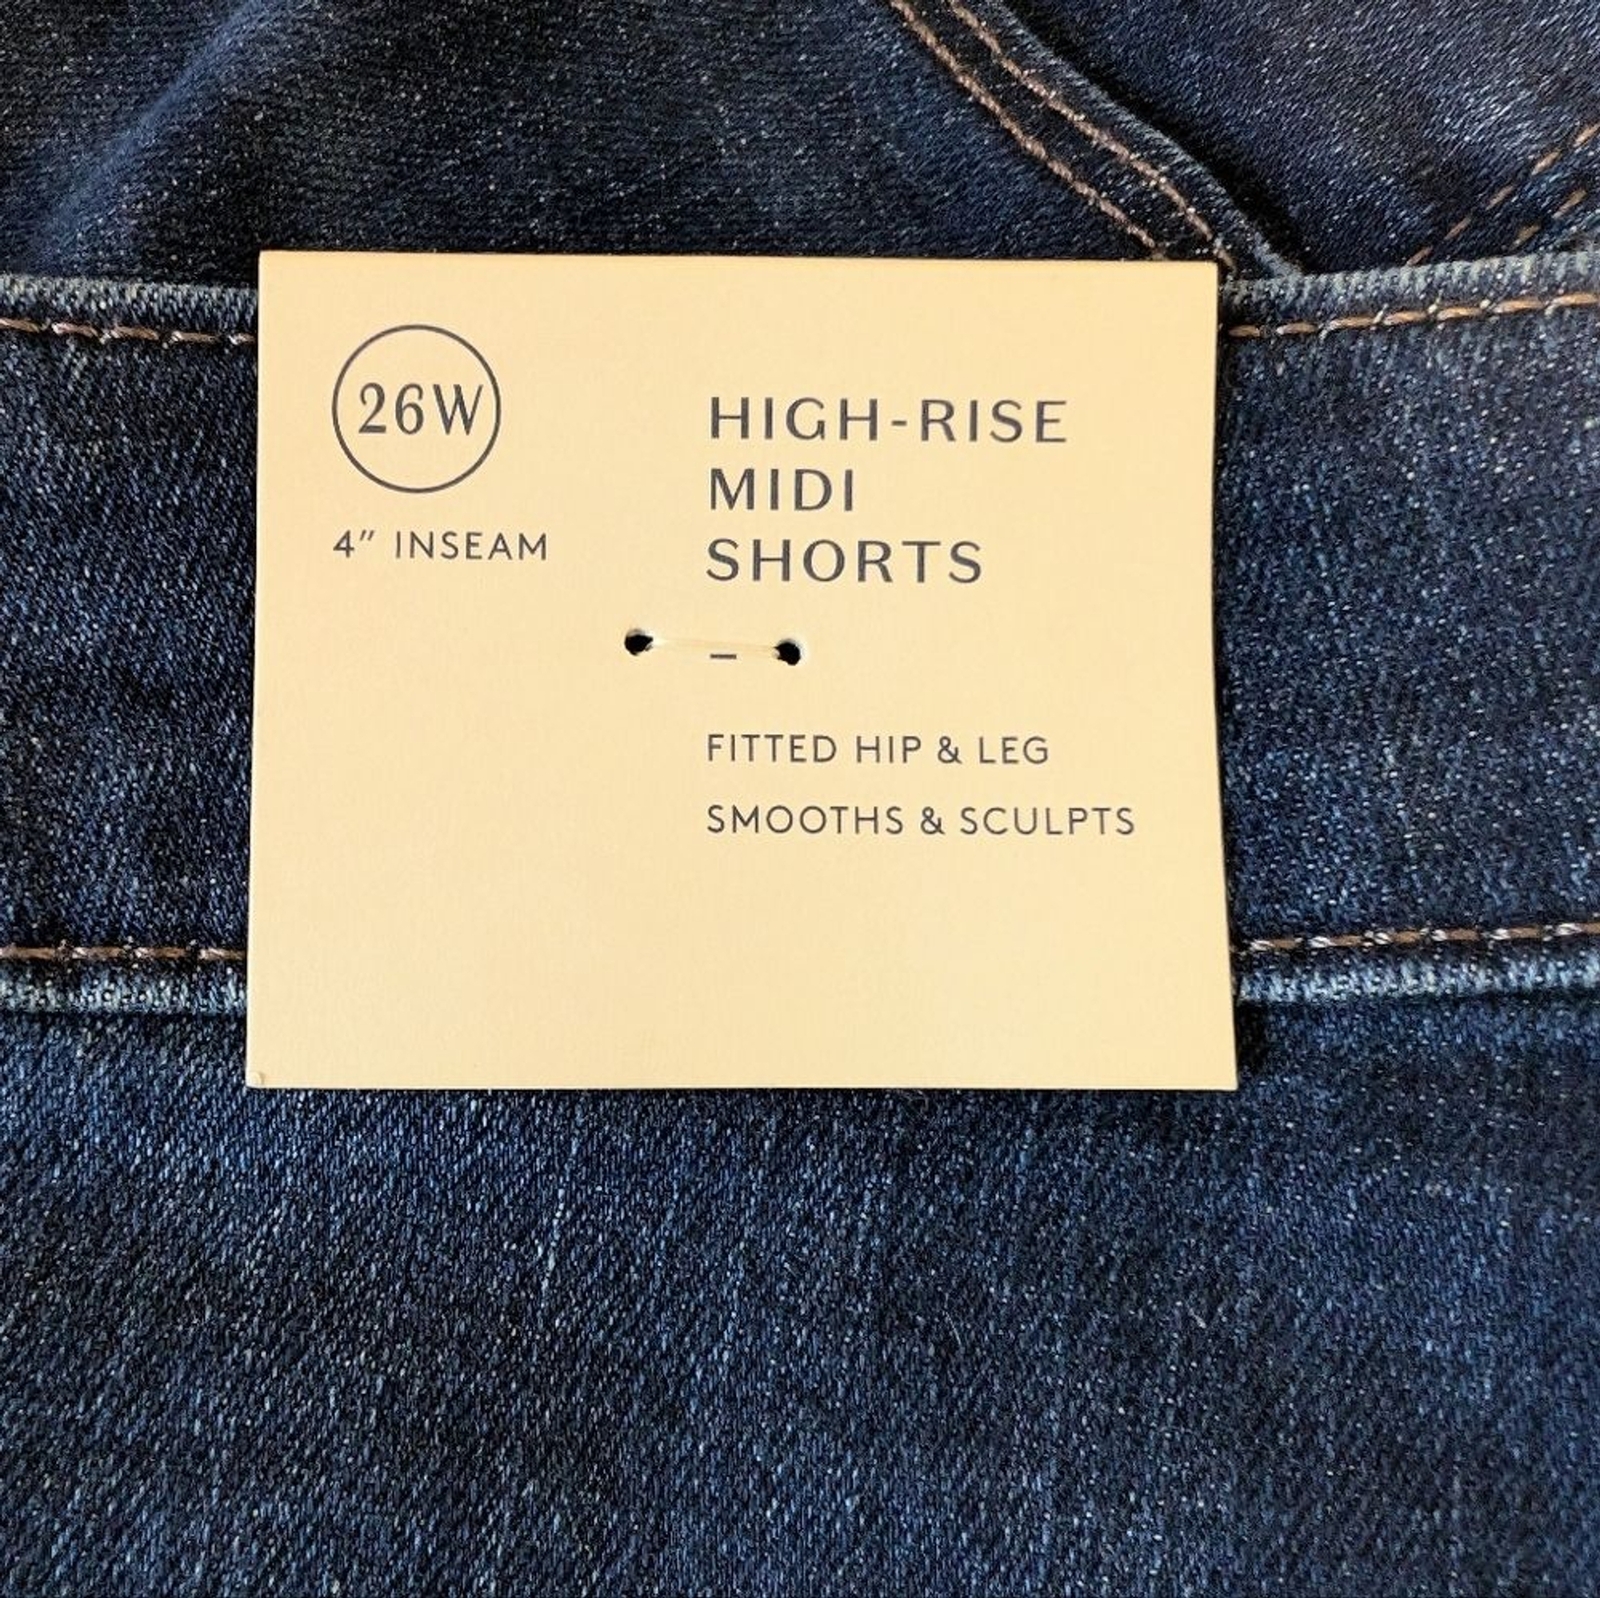 26W
4" INSEAM
HIGH-RISE
MIDI
SHORTS
–
FITTED HIP & LEG
SMOOTHS & SCULPTS